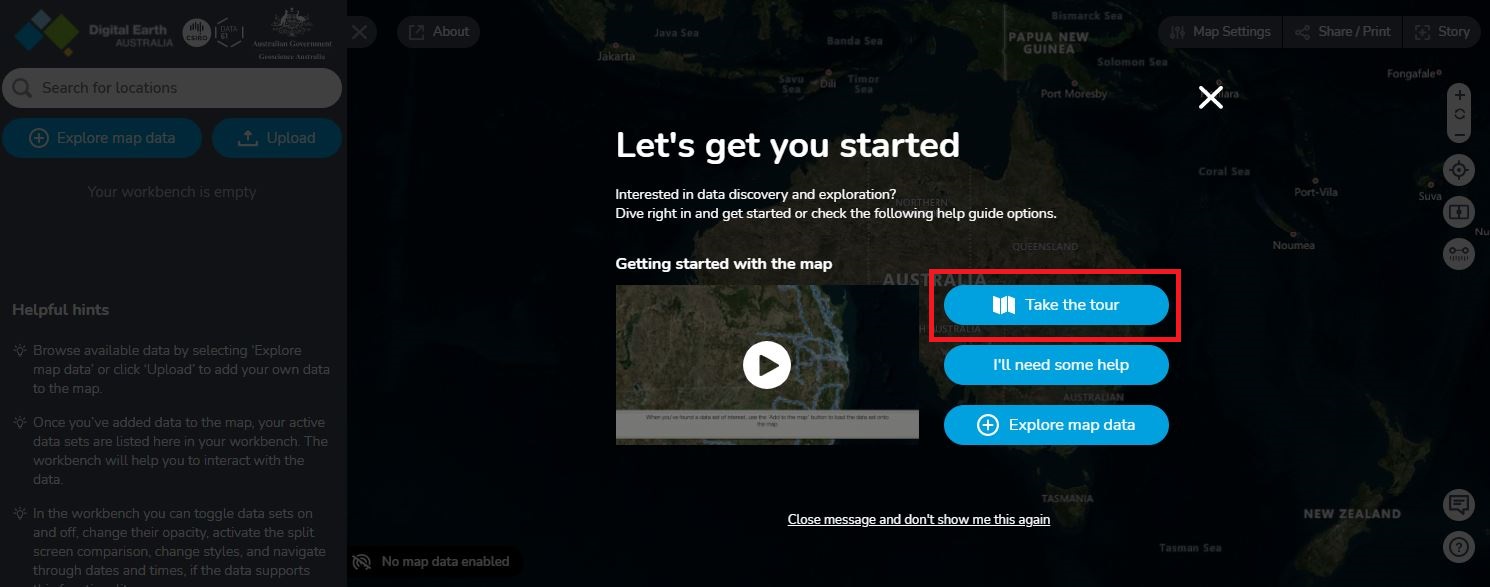 Digital Earth
AUSTRALIA
CSIRO
DATA
61
Australian Government
Geoscience Australia
About
Map Settings
Share / Print
Story
Search for locations
Explore map data
Upload
Your workbench is empty
Helpful hints
Browse available data by selecting 'Explore
map data' or click 'Upload' to add your own data
to the map.
Once you've added data to the map, your active
data sets are listed here in your workbench. The
workbench will help you to interact with the
data.
In the workbench you can toggle data sets on
and off, change their opacity, activate the split
screen comparison, change styles, and navigate
through dates and times, if the data supports
Java Sea
Jakarta
Banda Sea
Savu
Sea
Dili
Timor
Sea
Bismarck Sea
PAPUA NEW
GUINEA
Solomon Sea
Port Moresby
Fongafale
Coral Sea
Port-Vila
Suva
Noumea
Let's get you started
Interested in data discovery and exploration?
Dive right in and get started or check the following help guide options.
NORTHERN
QUEENSLAND
Getting started with the map
AUSTRALIA
Take the tour
H AUSTRALIA
I'll need some help
AUSTRALIAN
Explore map data
When you've found a data set of interest, use the 'Add to the map' button to load the data set onto
the map.
TASMANIA
NEW ZEALAND
Close message and don't show me this again
Tasman Sea
No map data enabled